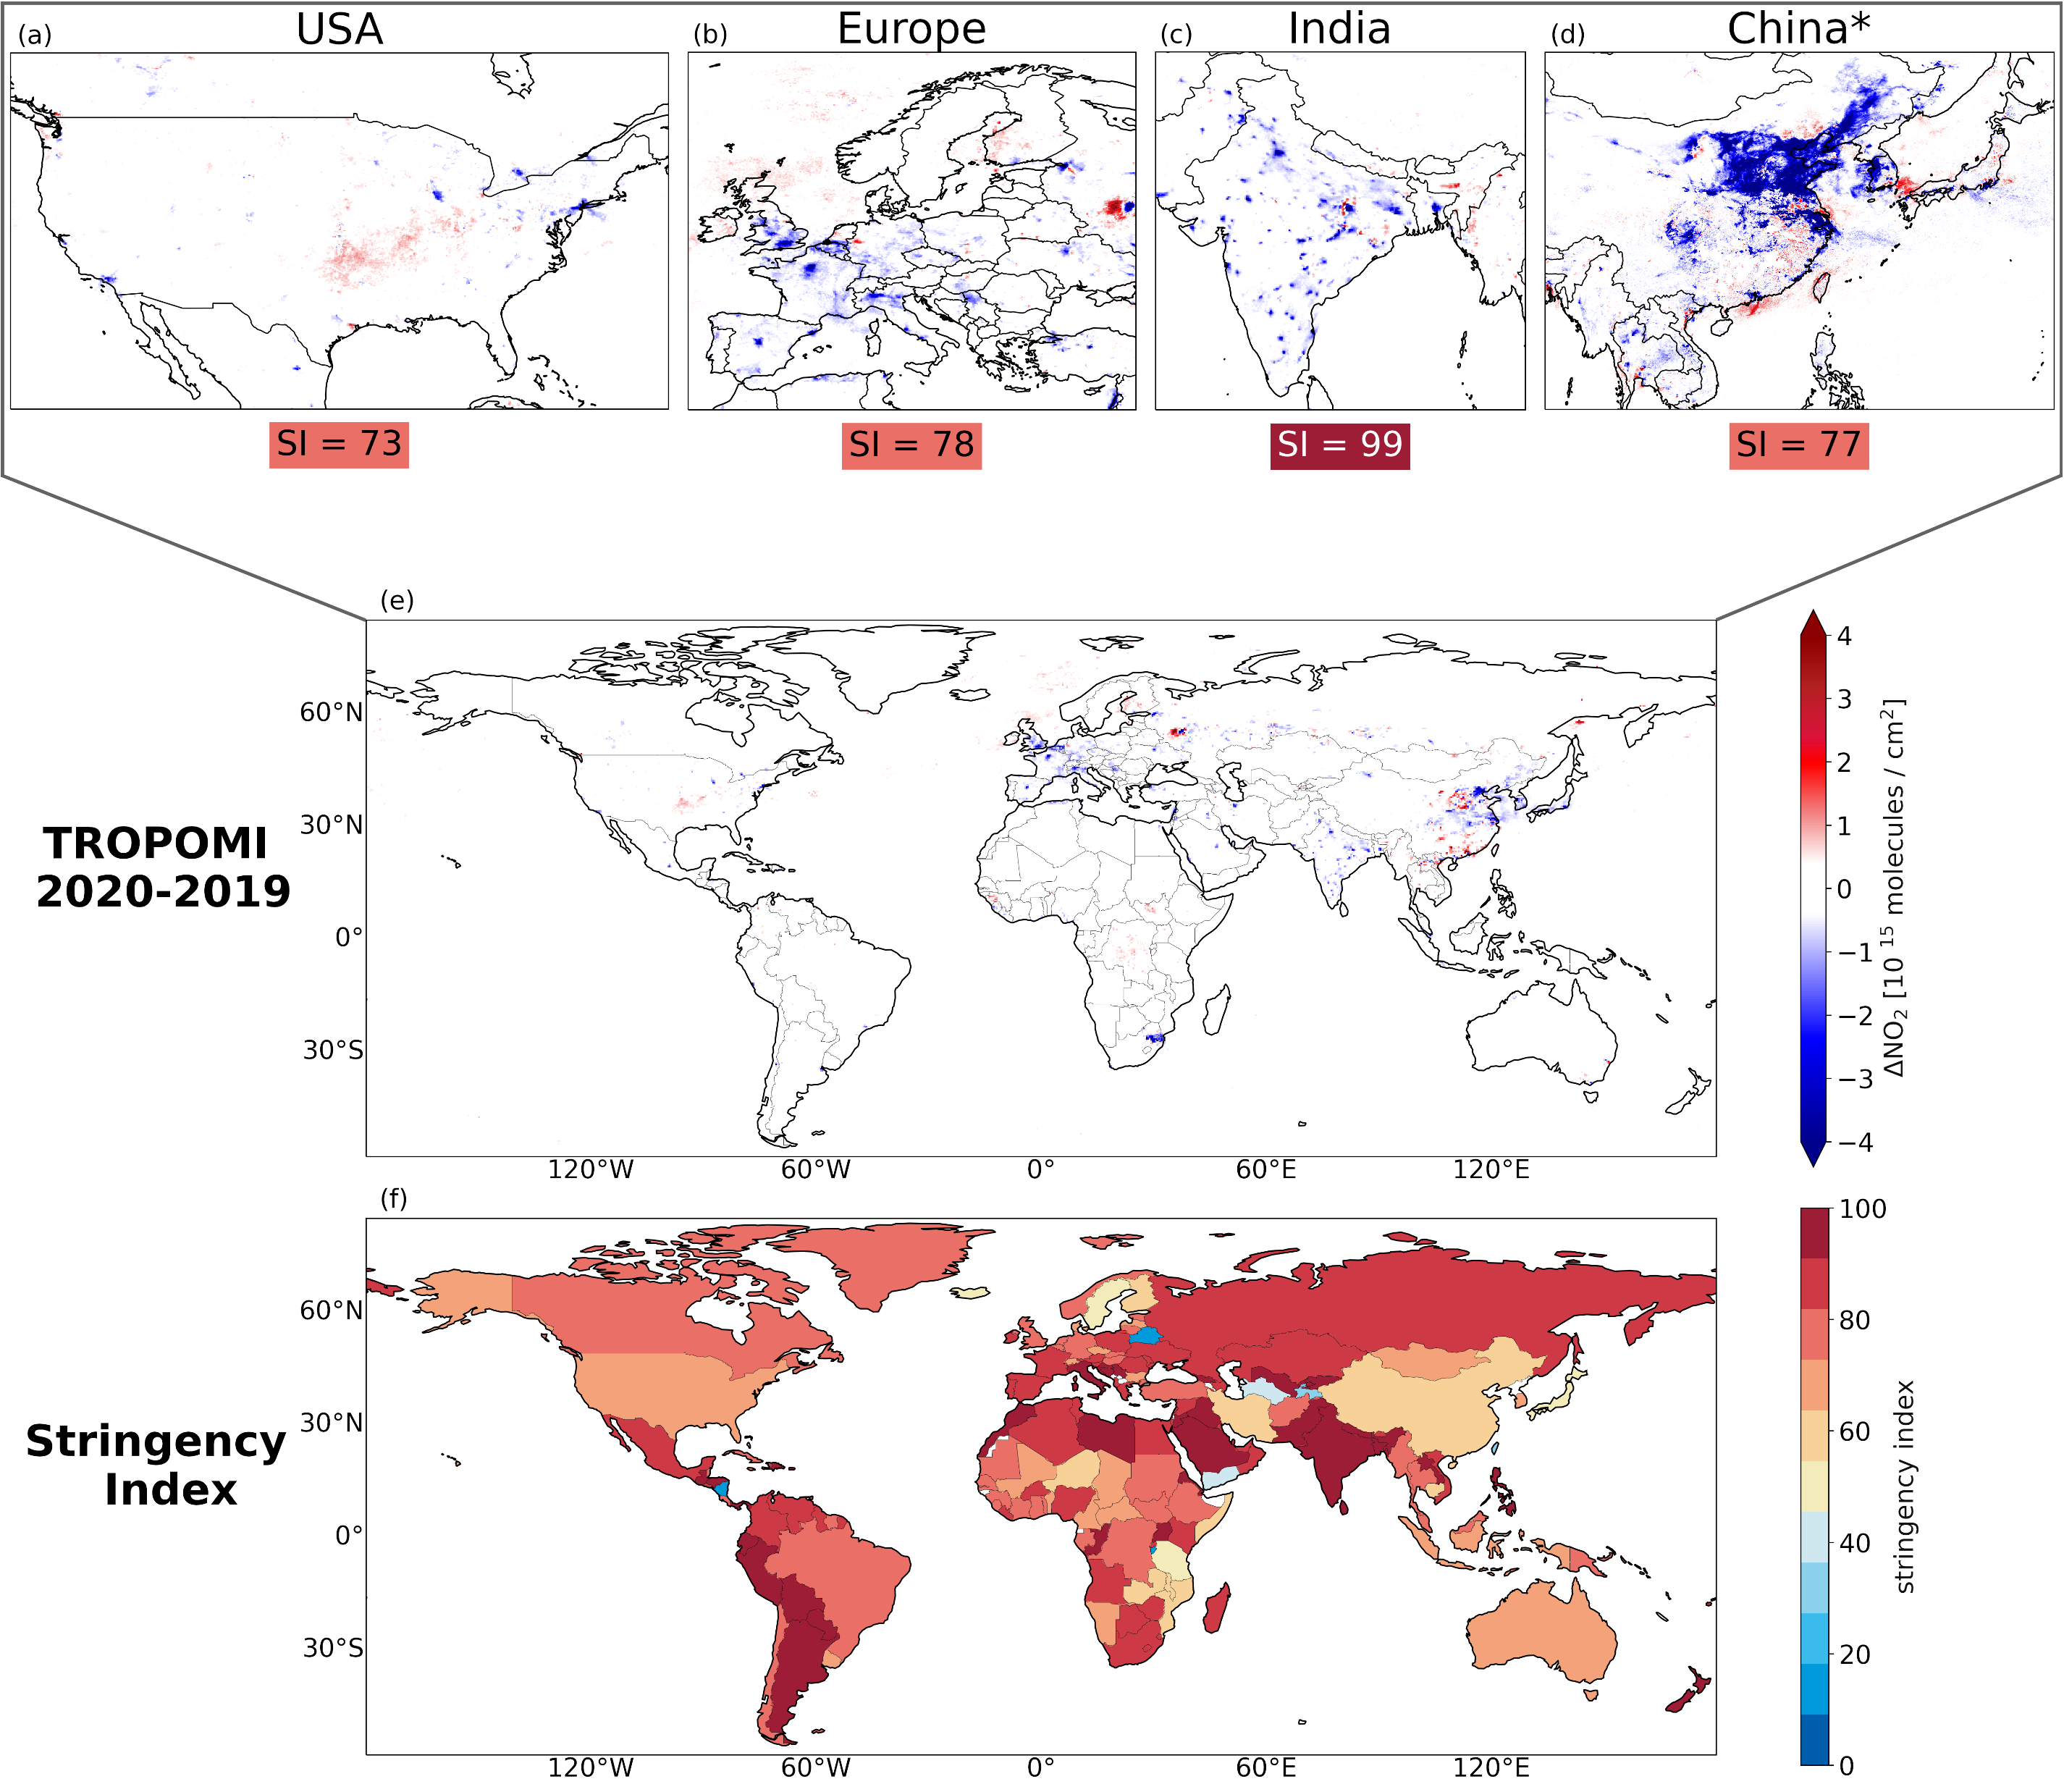 (a) USA (b) Europe (c) India (d) China*
SI = 73 SI = 78 SI = 99 SI = 77
(e)
TROPOMI
2020-2019
60°N
30°N
0°
30°S
120°W 60°W 0° 60°E 120°E
4
3
2
1
0
−1
−2
−3
−4
ΔNO₂ [10¹⁵ molecules / cm²]
(f)
Stringency
Index
60°N
30°N
0°
30°S
120°W 60°W 0° 60°E 120°E
100
80
60
40
20
0
stringency index